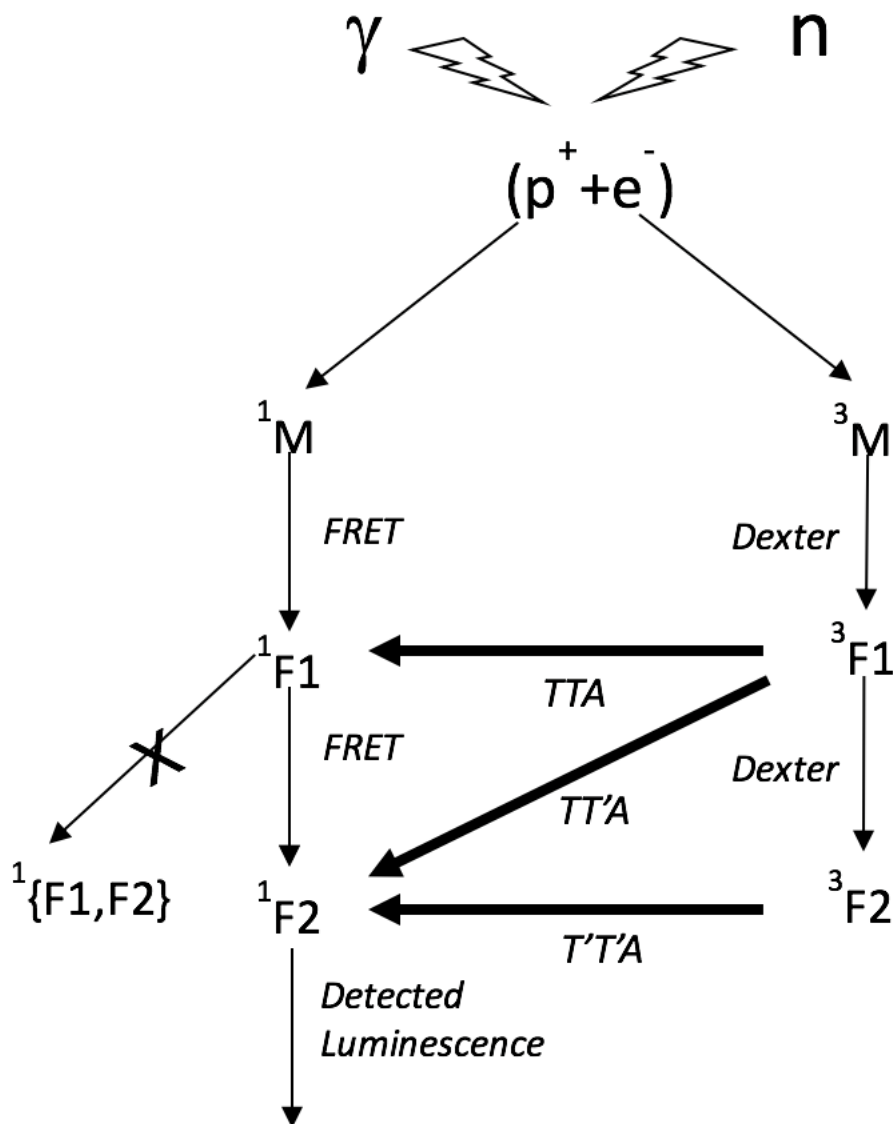 γ n
(p⁺+e⁻)
¹M ³M
FRET Dexter
¹F1 ³F1
TTA
FRET Dexter
TT'A
¹{F1,F2} ¹F2 ³F2
T'T'A
Detected
Luminescence